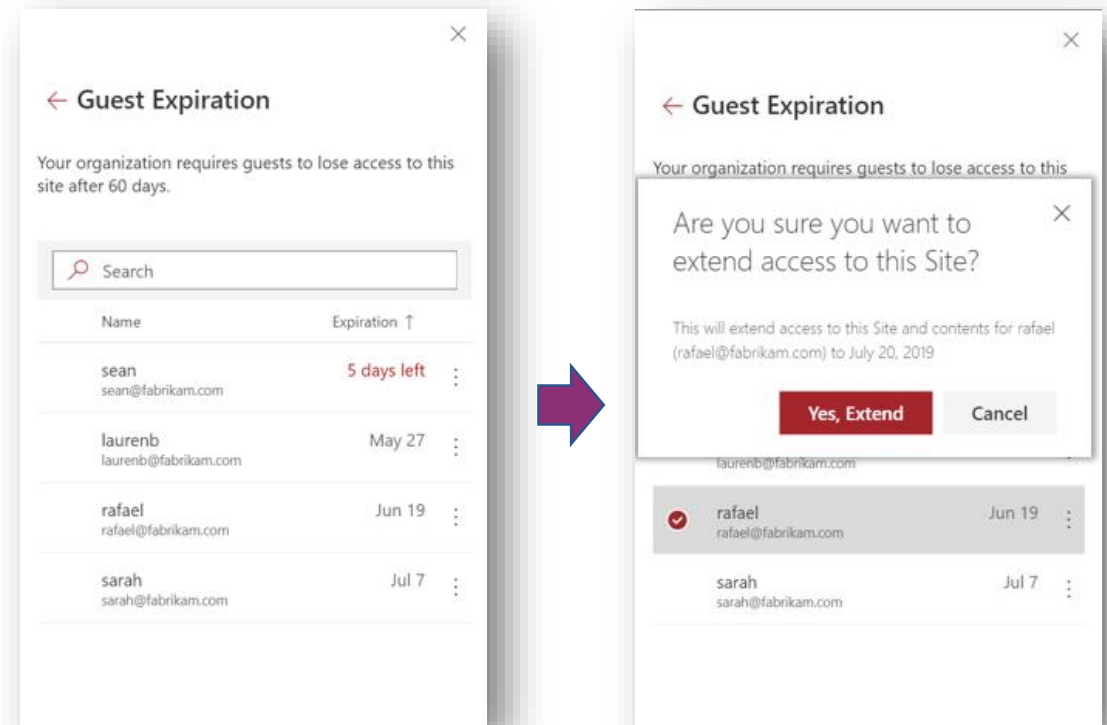 Guest Expiration
Your organization requires guests to lose access to this
site after 60 days.
Search
Name Expiration ↑
sean 5 days left
sean@fabrikam.com
laurenb May 27
laurenb@fabrikam.com
rafael Jun 19
rafael@fabrikam.com
sarah Jul 7
sarah@fabrikam.com
Guest Expiration
Your organization requires guests to lose access to this
Are you sure you want to
extend access to this Site?
This will extend access to this Site and contents for rafael
(rafael@fabrikam.com) to July 20, 2019
Yes, Extend Cancel
laurenb@fabrikam.com
rafael Jun 19
rafael@fabrikam.com
sarah Jul 7
sarah@fabrikam.com